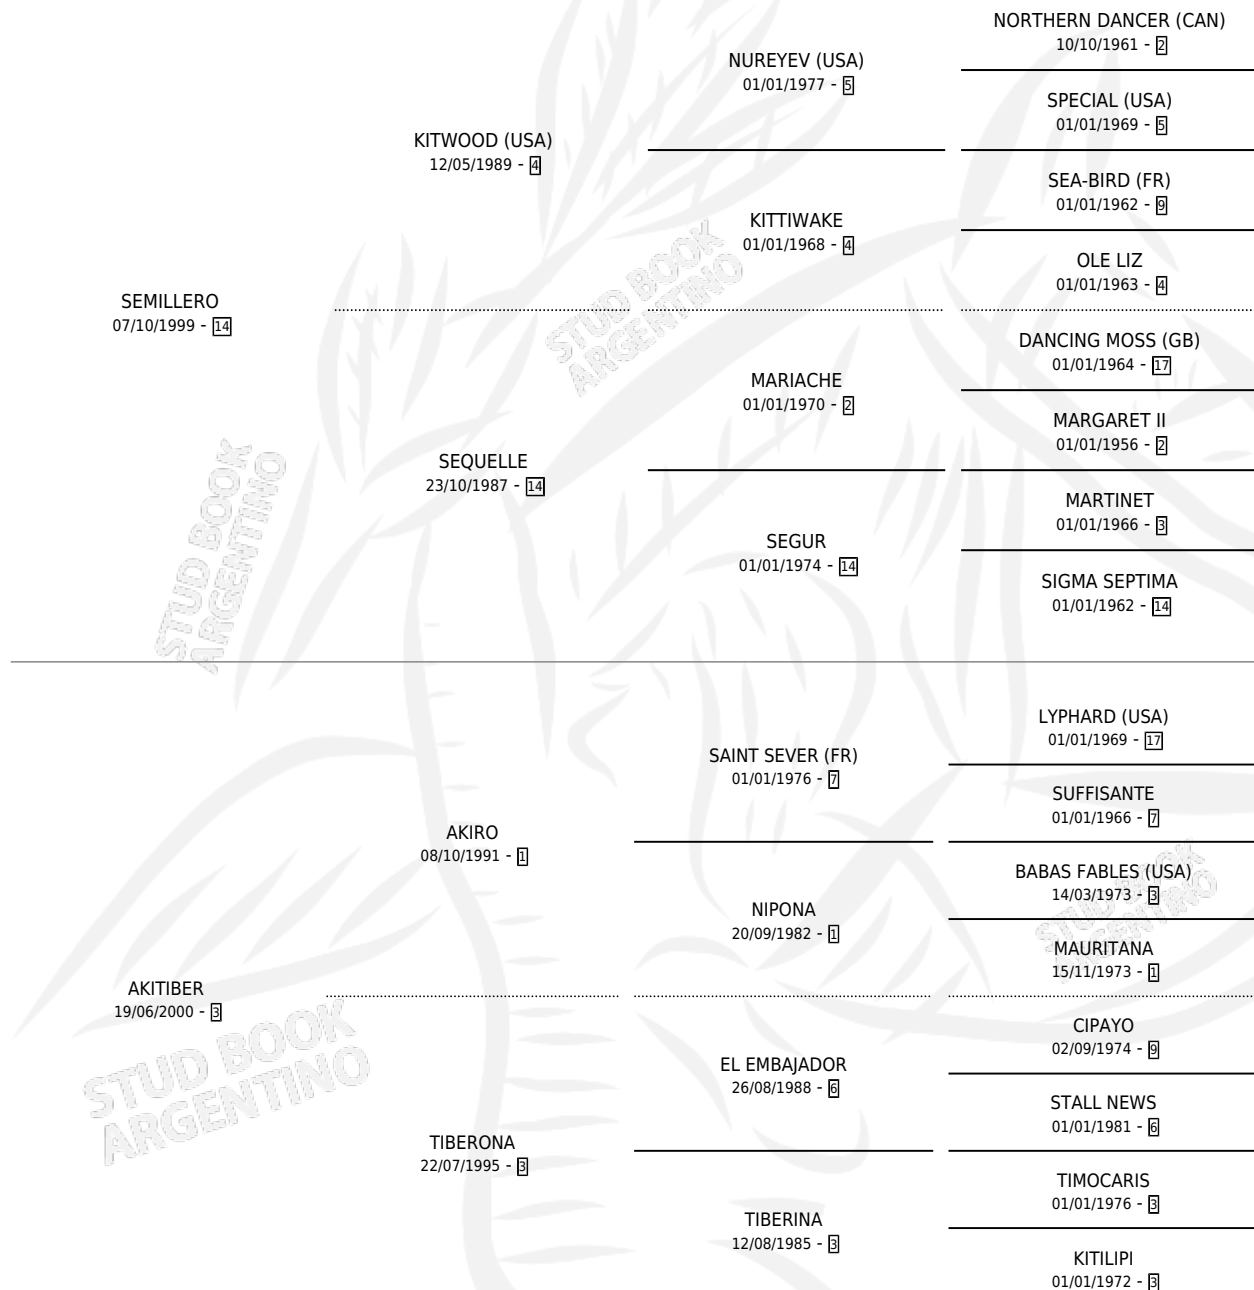 NORTHERN DANCER (CAN)
10/10/1961 - 2
NUREYEV (USA)
01/01/1977 - 5
SPECIAL (USA)
01/01/1969 - 5
KITWOOD (USA)
12/05/1989 - 4
SEA-BIRD (FR)
01/01/1962 - 9
KITTIWAKE
01/01/1968 - 4
OLE LIZ
01/01/1963 - 4
SEMILLERO
07/10/1999 - 14
DANCING MOSS (GB)
01/01/1964 - 17
MARIACHE
01/01/1970 - 2
MARGARET II
01/01/1956 - 2
SEQUELLE
23/10/1987 - 14
MARTINET
01/01/1966 - 3
SEGUR
01/01/1974 - 14
SIGMA SEPTIMA
01/01/1962 - 14
LYPHARD (USA)
01/01/1969 - 17
SAINT SEVER (FR)
01/01/1976 - 7
SUFFISANTE
01/01/1966 - 7
AKIRO
08/10/1991 - 1
BABAS FABLES (USA)
14/03/1973 - 3
NIPONA
20/09/1982 - 1
MAURITANA
15/11/1973 - 1
AKITIBER
19/06/2000 - 3
CIPAYO
02/09/1974 - 9
EL EMBAJADOR
26/08/1988 - 6
STALL NEWS
01/01/1981 - 6
TIBERONA
22/07/1995 - 3
TIMOCARIS
01/01/1976 - 3
TIBERINA
12/08/1985 - 3
KITILIPI
01/01/1972 - 3
STUD BOOK
ARGENTINO
STUD BOOK
ARGENTINO
STUD BOOK
ARGENTINO
STUD BOOK
ARGENTINO